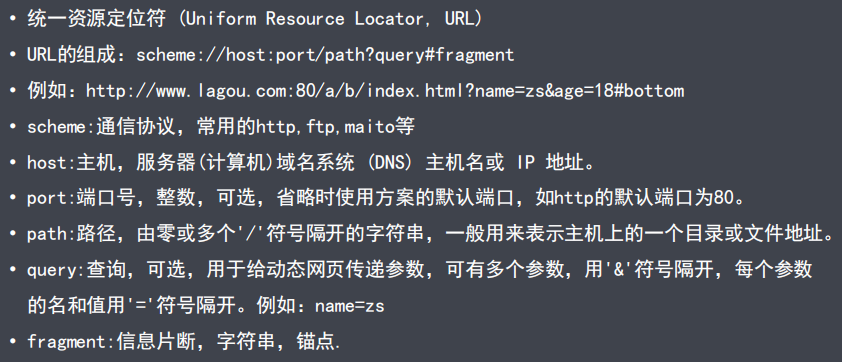 • 统一资源定位符 (Uniform Resource Locator, URL)
• URL的组成：scheme://host:port/path?query#fragment
• 例如：http://www.lagou.com:80/a/b/index.html?name=zs&age=18#bottom
• scheme:通信协议，常用的http,ftp,maito等
• host:主机，服务器(计算机)域名系统 (DNS) 主机名或 IP 地址。
• port:端口号，整数，可选，省略时使用方案的默认端口，如http的默认端口为80。
• path:路径，由零或多个'/'符号隔开的字符串，一般用来表示主机上的一个目录或文件地址。
• query:查询，可选，用于给动态网页传递参数，可有多个参数，用'&'符号隔开，每个参数
的名和值用'='符号隔开。例如：name=zs
• fragment:信息片断，字符串，锚点.